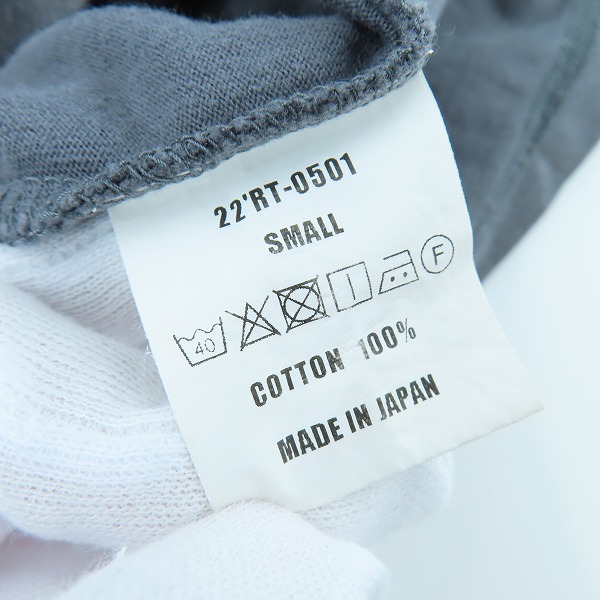 22'RT-0501
SMALL
40 F
COTTON 100%
MADE IN JAPAN